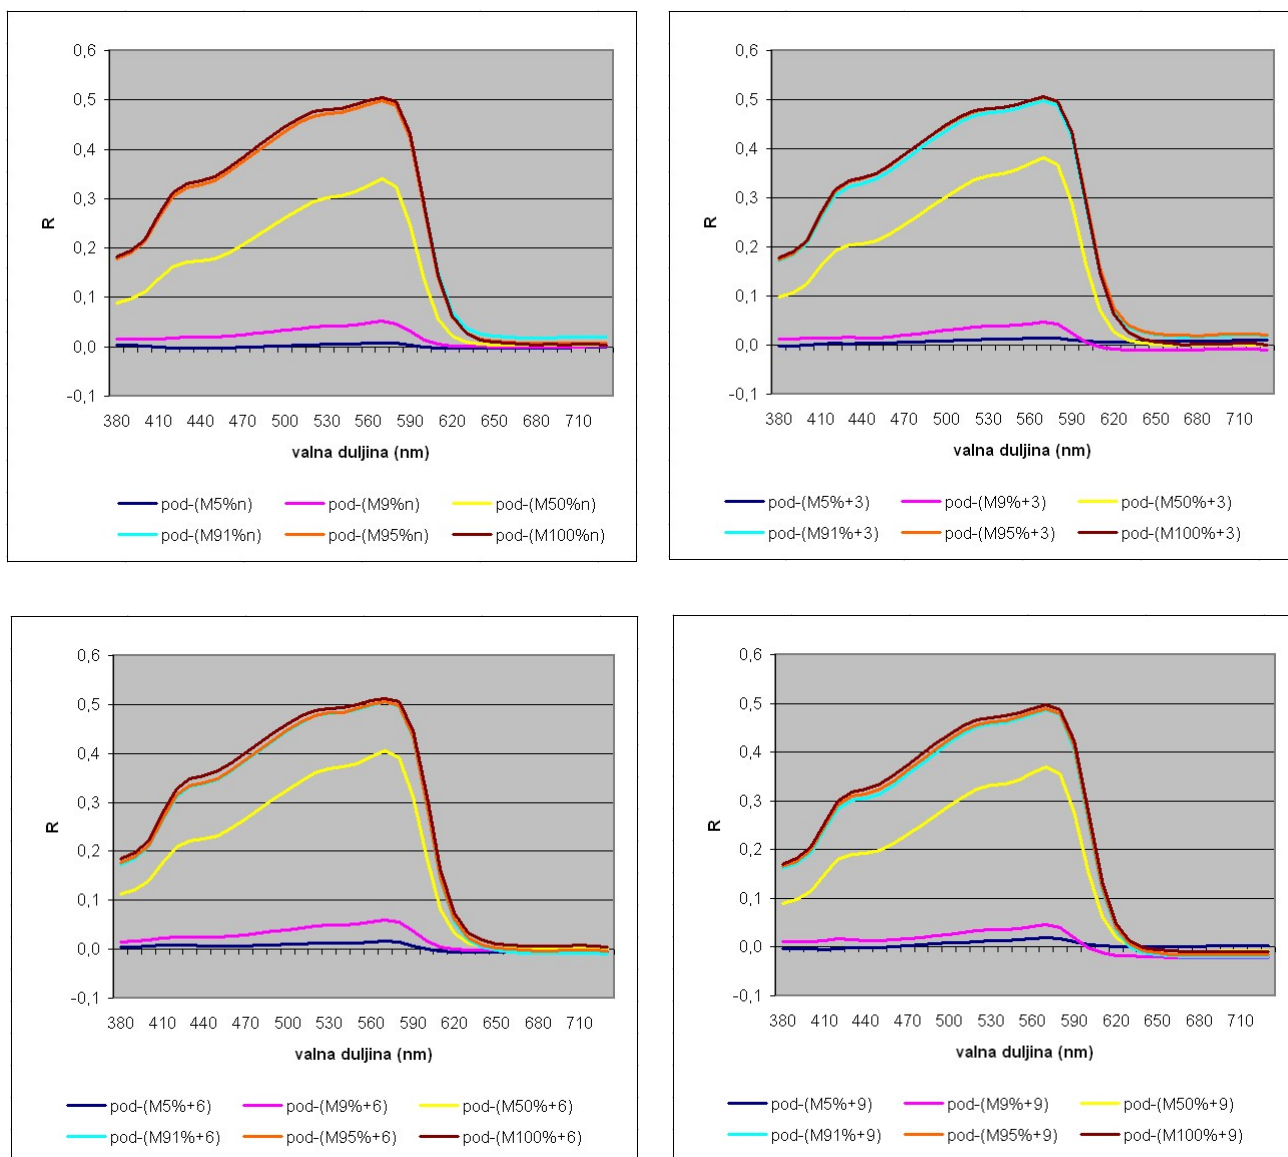 0,6
0,5
0,4
0,3
0,2
0,1
0,0
-0,1
R
380 410 440 470 500 530 560 590 620 650 680 710
valna duljina (nm)
pod-(M5%n) pod-(M9%n) pod-(M50%n)
pod-(M91%n) pod-(M95%n) pod-(M100%n)
0,6
0,5
0,4
0,3
0,2
0,1
0,0
-0,1
R
380 410 440 470 500 530 560 590 620 650 680 710
valna duljina (nm)
pod-(M5%+3) pod-(M9%+3) pod-(M50%+3)
pod-(M91%+3) pod-(M95%+3) pod-(M100%+3)
0,6
0,5
0,4
0,3
0,2
0,1
0,0
-0,1
R
380 410 440 470 500 530 560 590 620 650 680 710
valna duljina (nm)
pod-(M5%+6) pod-(M9%+6) pod-(M50%+6)
pod-(M91%+6) pod-(M95%+6) pod-(M100%+6)
0,6
0,5
0,4
0,3
0,2
0,1
0,0
-0,1
R
380 410 440 470 500 530 560 590 620 650 680 710
valna duljina (nm)
pod-(M5%+9) pod-(M9%+9) pod-(M50%+9)
pod-(M91%+9) pod-(M95%+9) pod-(M100%+9)